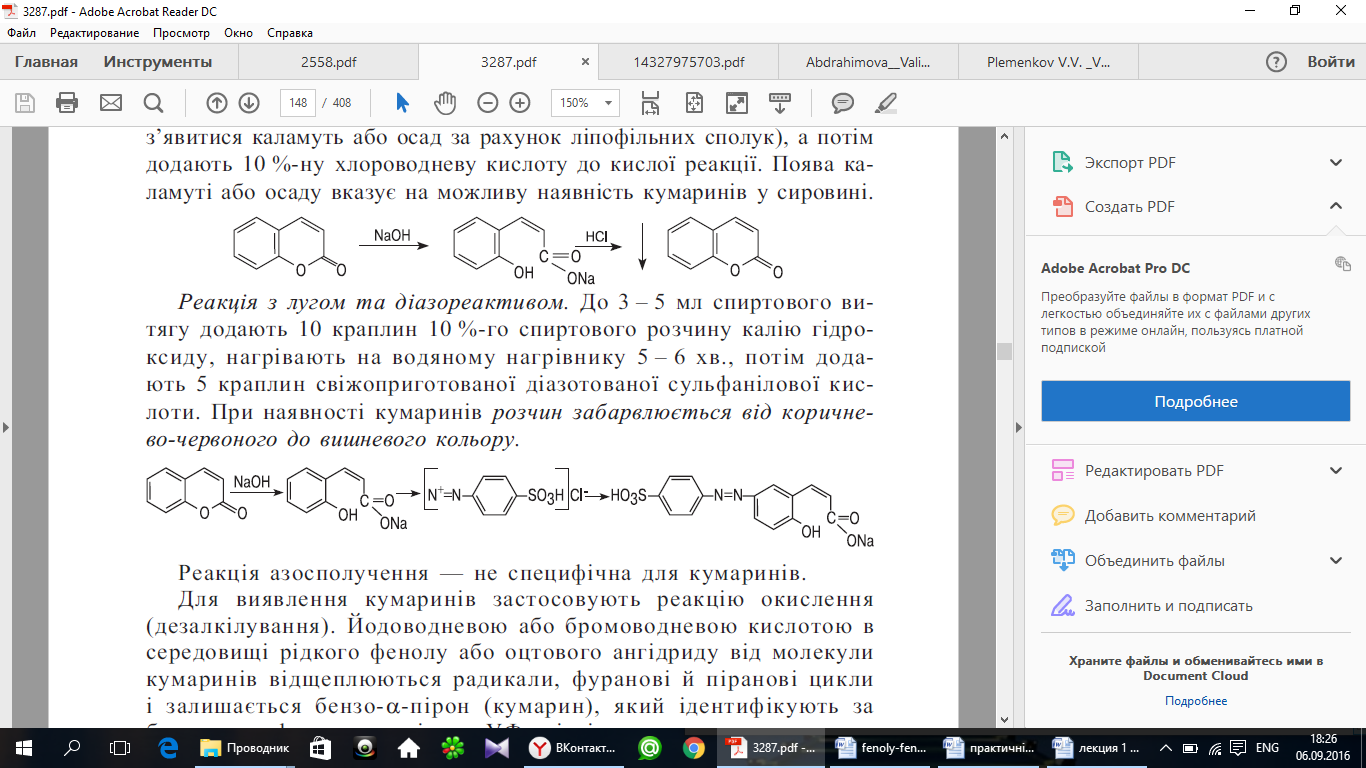 3287.pdf - Adobe Acrobat Reader DC
Файл Редактирование Просмотр Окно Справка
Главная Инструменты 2558.pdf 3287.pdf × 14327975703.pdf Abdrahimova__Vali... Plemenkov V.V. _V... ? Войти
148 / 408 150%
з’явитися каламуть або осад за рахунок ліпофільних сполук), а потім
додають 10 %-ну хлороводневу кислоту до кислої реакції. Поява ка-
ламуті або осаду вказує на можливу наявність кумаринів у сировині.
O O NaOH OH C=O ONa HCl O O
Реакція з лугом та діазореактивом. До 3 – 5 мл спиртового ви-
тягу додають 10 краплин 10 %-го спиртового розчину калію гідро-
ксиду, нагрівають на водяному нагрівнику 5 – 6 хв., потім дода-
ють 5 краплин свіжоприготованої діазотованої сульфанілової кис-
лоти. При наявності кумаринів розчин забарвлюється від коричне-
во-червоного до вишневого кольору.
O O NaOH OH C=O ONa [N⁺=N SO₃H]Cl⁻ HO₃S N=N OH C=O ONa
Реакція азосполучення — не специфічна для кумаринів.
Для виявлення кумаринів застосовують реакцію окислення
(дезалкілування). Йодоводневою або бромоводневою кислотою в
середовищі рідкого фенолу або оцтового ангідриду від молекули
кумаринів відщеплюються радикали, фуранові й піранові цикли
і залишається бензо-α-пірон (кумарин), який ідентифікують за
Экспорт PDF
Создать PDF
Adobe Acrobat Pro DC
Преобразуйте файлы в формат PDF и с
легкостью объединяйте их с файлами других
типов в режиме онлайн, пользуясь платной
подпиской
Подробнее
Редактировать PDF
Добавить комментарий
Объединить файлы
Заполнить и подписать
Храните файлы и обменивайтесь ими в
Document Cloud
Подробнее
Проводник ВКонтакт... 3287.pdf -... fenoly-fen... практичні... лекция 1 ... ENG 18:26
06.09.2016